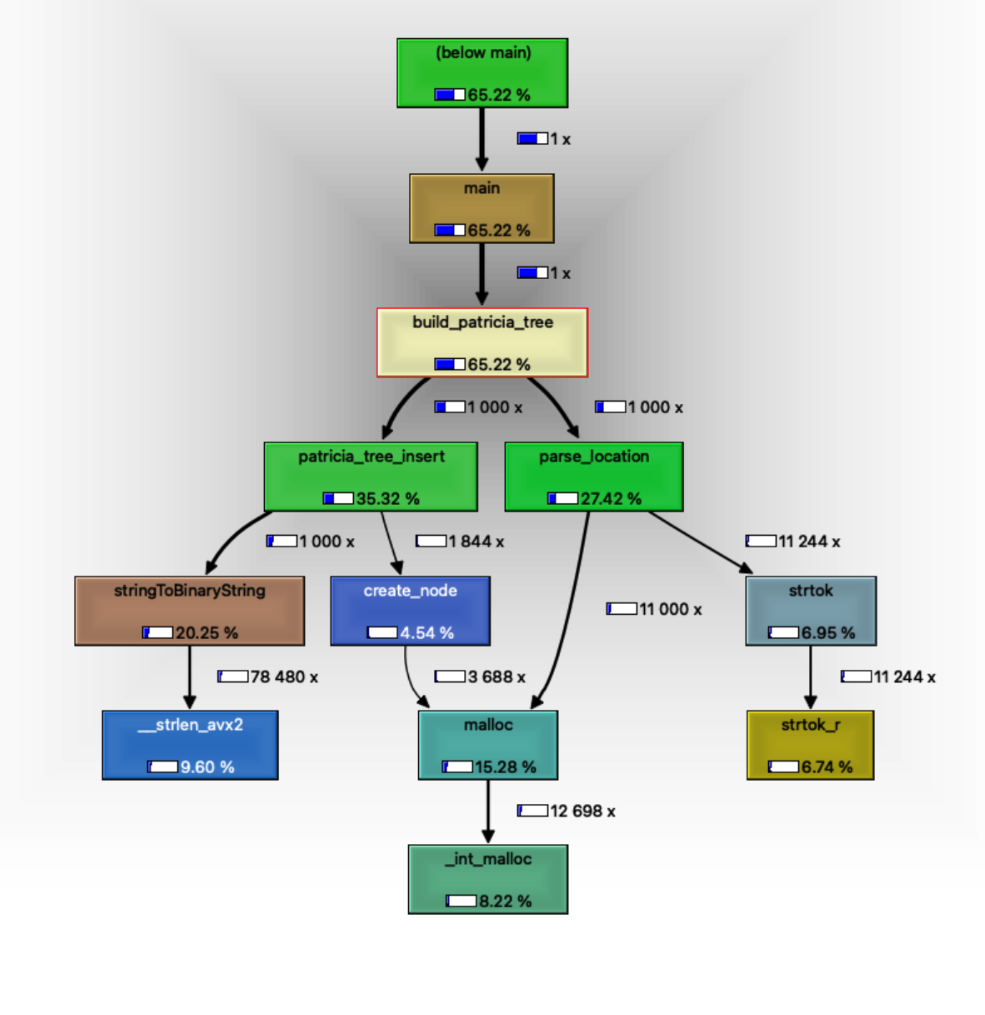 (below main)
65.22 %
1 x
main
65.22 %
1 x
build_patricia_tree
65.22 %
1 000 x
1 000 x
patricia_tree_insert
35.32 %
parse_location
27.42 %
1 000 x
1 844 x
11 244 x
stringToBinaryString
20.25 %
create_node
4.54 %
11 000 x
strtok
6.95 %
78 480 x
3 688 x
11 244 x
__strlen_avx2
9.60 %
malloc
15.28 %
strtok_r
6.74 %
12 698 x
_int_malloc
8.22 %